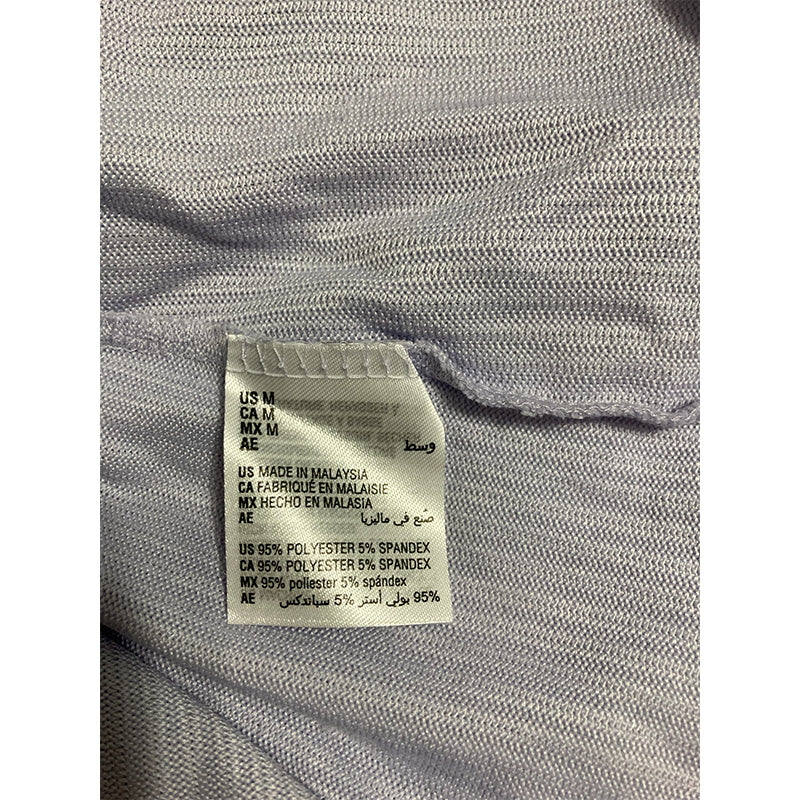 US M
CA M
MX M
AE وسط
US MADE IN MALAYSIA
CA FABRIQUÉ EN MALAISIE
MX HECHO EN MALASIA
AE صُنع في ماليزيا
US 95% POLYESTER 5% SPANDEX
CA 95% POLYESTER 5% SPANDEX
MX 95% poliester 5% spándex
AE 95% بولي أستر 5% سباندكس